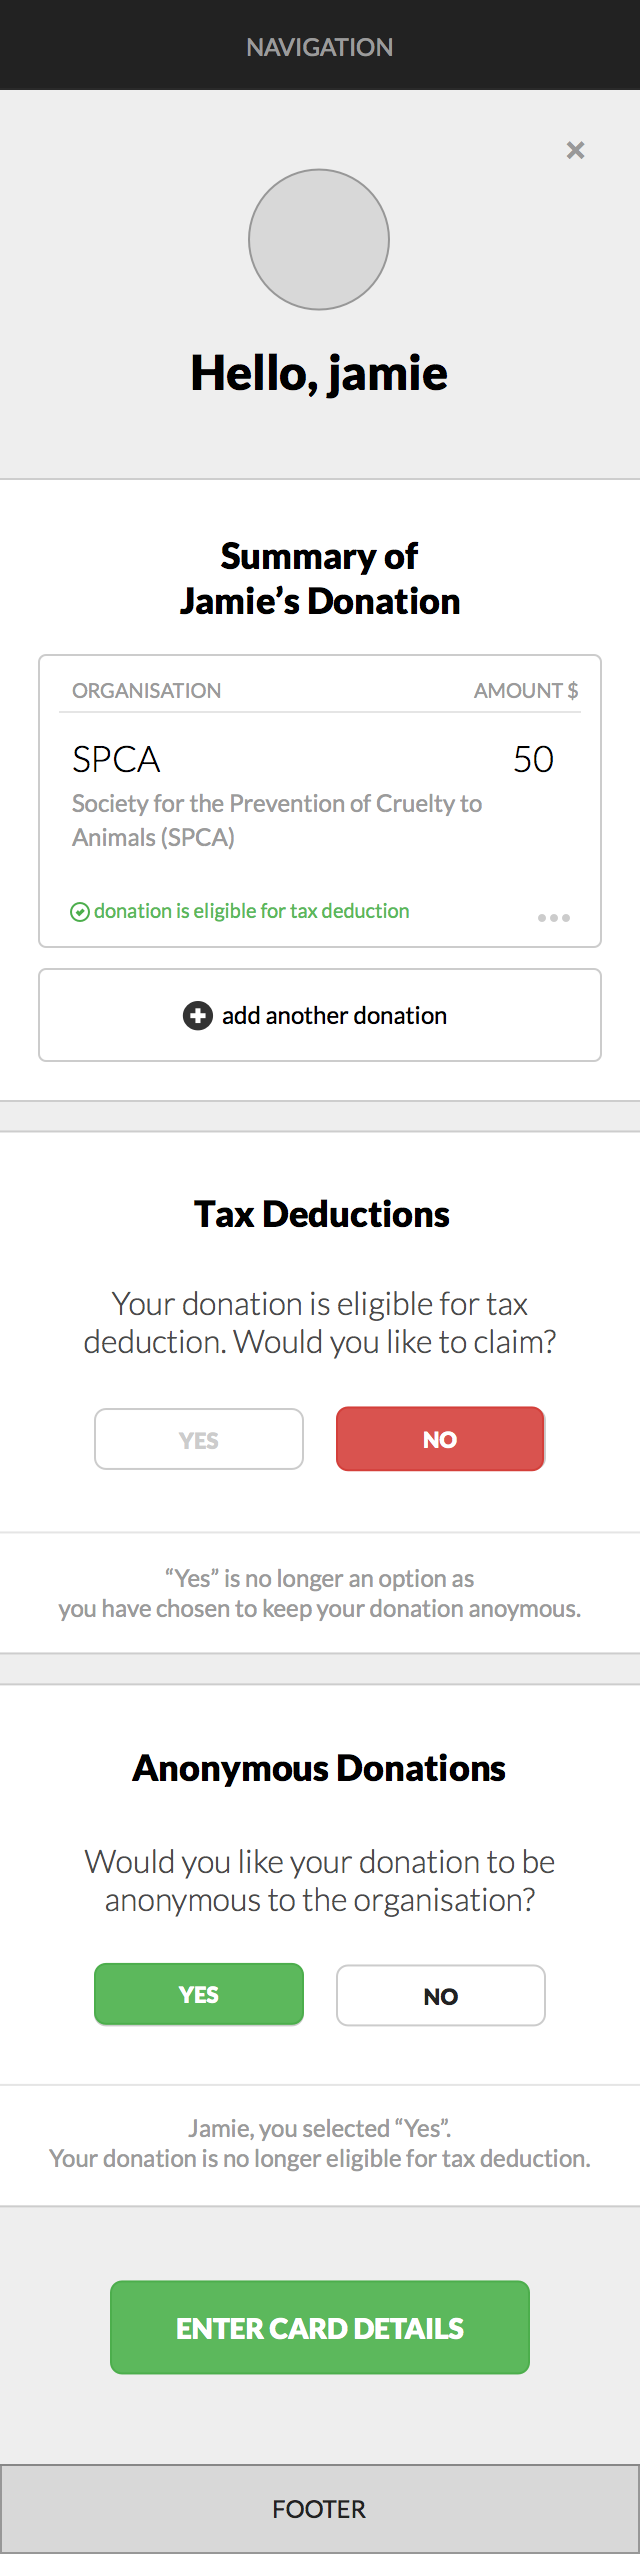 NAVIGATION
×
Hello, jamie
Summary of
Jamie’s Donation
ORGANISATION AMOUNT $
SPCA 50
Society for the Prevention of Cruelty to
Animals (SPCA)
donation is eligible for tax deduction
add another donation
Tax Deductions
Your donation is eligible for tax
deduction. Would you like to claim?
YES NO
“Yes” is no longer an option as
you have chosen to keep your donation anoymous.
Anonymous Donations
Would you like your donation to be
anonymous to the organisation?
YES NO
Jamie, you selected “Yes”.
Your donation is no longer eligible for tax deduction.
ENTER CARD DETAILS
FOOTER